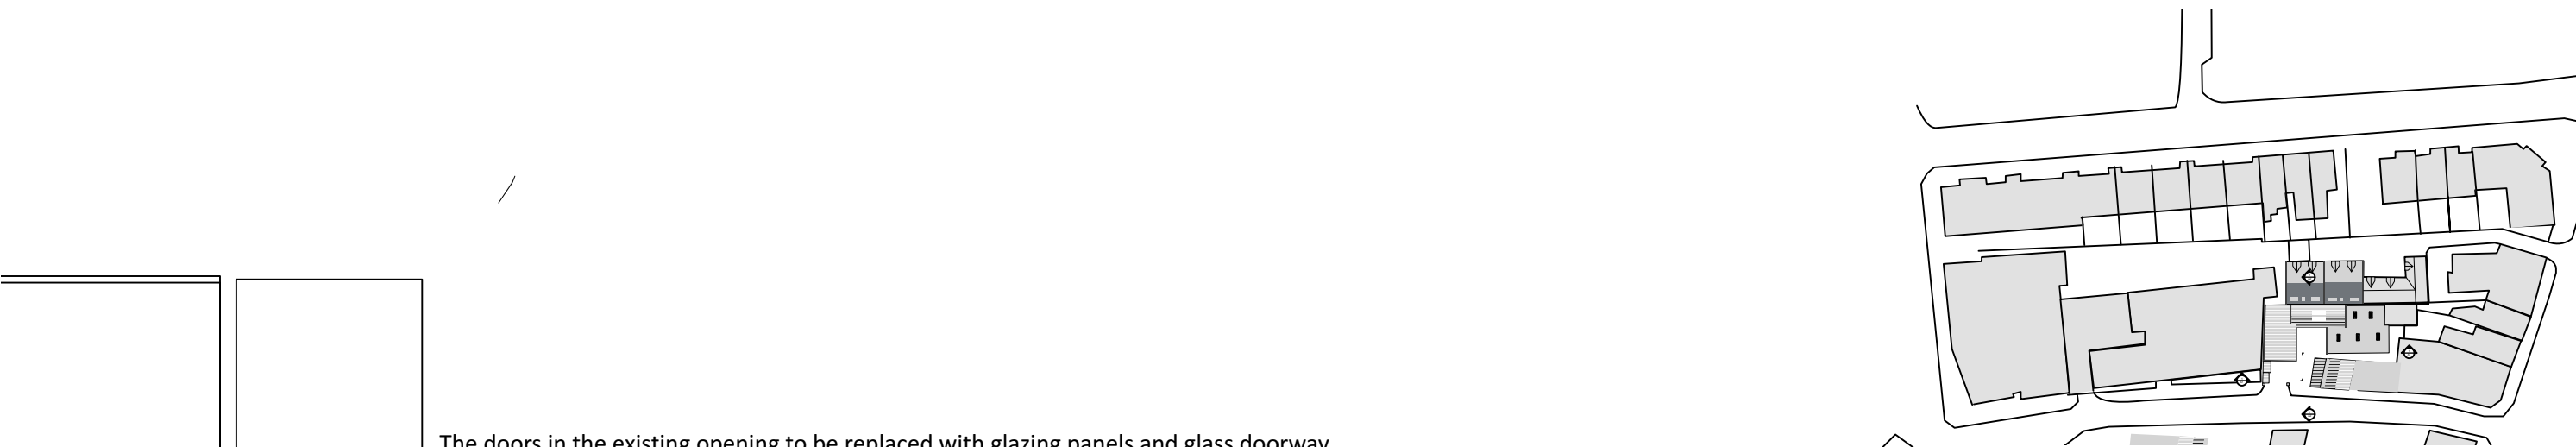 The doors in the existing opening to be replaced with glazing panels and glass doorway